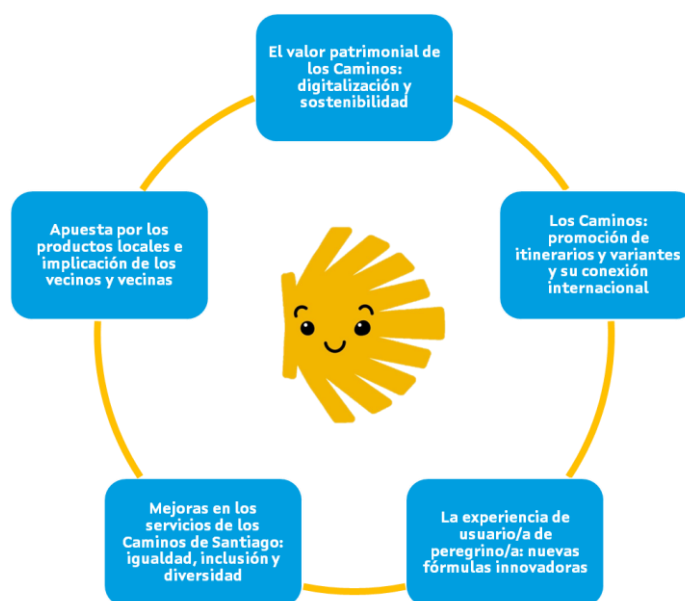 El valor patrimonial de
los Caminos:
digitalización y
sostenibilidad
Los Caminos:
promoción de
itinerarios y variantes
y su conexión
internacional
La experiencia de
usuario/a de
peregrino/a: nuevas
fórmulas innovadoras
Mejoras en los
servicios de los
Caminos de Santiago:
igualdad, inclusión y
diversidad
Apuesta por los
productos locales e
implicación de los
vecinos y vecinas